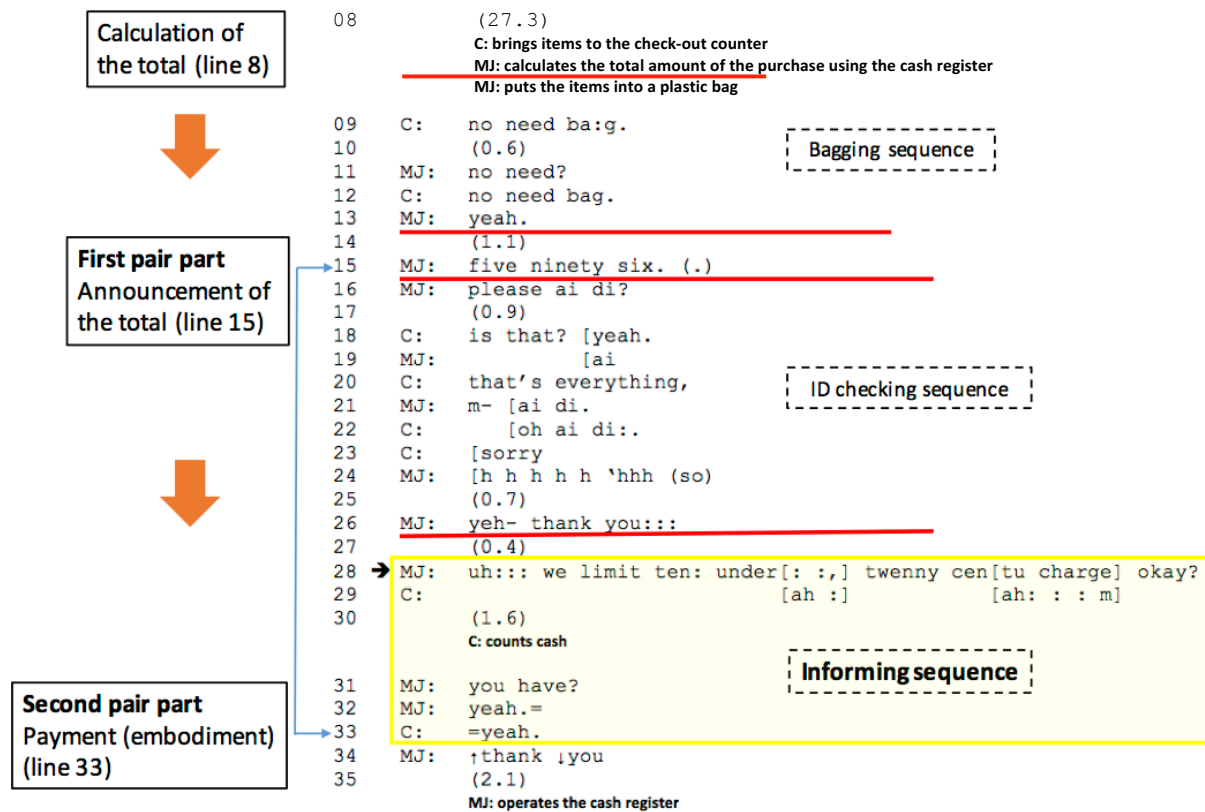 Calculation of
the total (line 8)
08 (27.3)
C: brings items to the check-out counter
MJ: calculates the total amount of the purchase using the cash register
MJ: puts the items into a plastic bag
09 C: no need ba:g.
10 (0.6)
11 MJ: no need?
12 C: no need bag.
13 MJ: yeah.
Bagging sequence
14 (1.1)
First pair part
Announcement of
the total (line 15)
15 MJ: five ninety six. (.)
16 MJ: please ai di?
17 (0.9)
18 C: is that? [yeah.
19 MJ: [ai
20 C: that's everything,
21 MJ: m- [ai di.
22 C: [oh ai di:.
23 C: [sorry
24 MJ: [h h h h h ‘hhh (so)
25 (0.7)
26 MJ: yeh- thank you:::
ID checking sequence
27 (0.4)
28 ➔ MJ: uh::: we limit ten: under[: :,] twenny cen[tu charge] okay?
29 C: [ah :] [ah: : : m]
30 (1.6)
C: counts cash
Informing sequence
31 MJ: you have?
32 MJ: yeah.=
33 C: =yeah.
Second pair part
Payment (embodiment)
(line 33)
34 MJ: ↑thank ↓you
35 (2.1)
MJ: operates the cash register